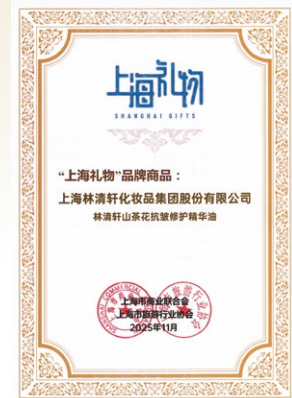 上海礼物
SHANGHAI GIFTS
“上海礼物”品牌商品：
上海林清轩化妆品集团股份有限公司
林清轩山茶花抗皱修护精华油
上海市商业联合会
上海市旅游行业协会
2025年11月